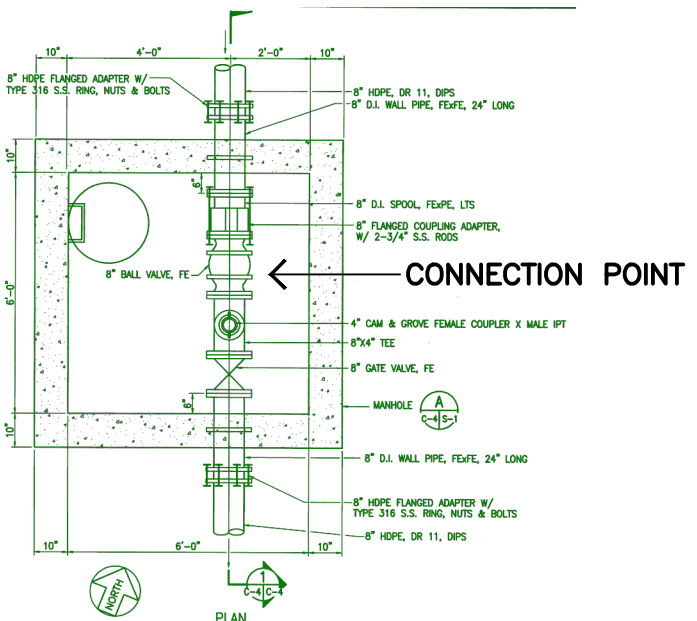 10"
4'-0"
2'-0"
10"
8" HDPE FLANGED ADAPTER W/
TYPE 316 S.S. RING, NUTS & BOLTS
8" HDPE, DR 11, DIPS
8" D.I. WALL PIPE, FExFE, 24" LONG
10"
6"
8" D.I. SPOOL, FExPE, LTS
8" FLANGED COUPLING ADAPTER,
W/ 2-3/4" S.S. RODS
8" BALL VALVE, FE
CONNECTION POINT
6'-0"
4" CAM & GROVE FEMALE COUPLER X MALE IPT
8"X4" TEE
8" GATE VALVE, FE
6"
MANHOLE
A
C-4 S-1
10"
8" D.I. WALL PIPE, FExFE, 24" LONG
8" HDPE FLANGED ADAPTER W/
TYPE 316 S.S. RING, NUTS & BOLTS
8" HDPE, DR 11, DIPS
10"
6'-0"
10"
NORTH
1
C-4 C-4
PLAN